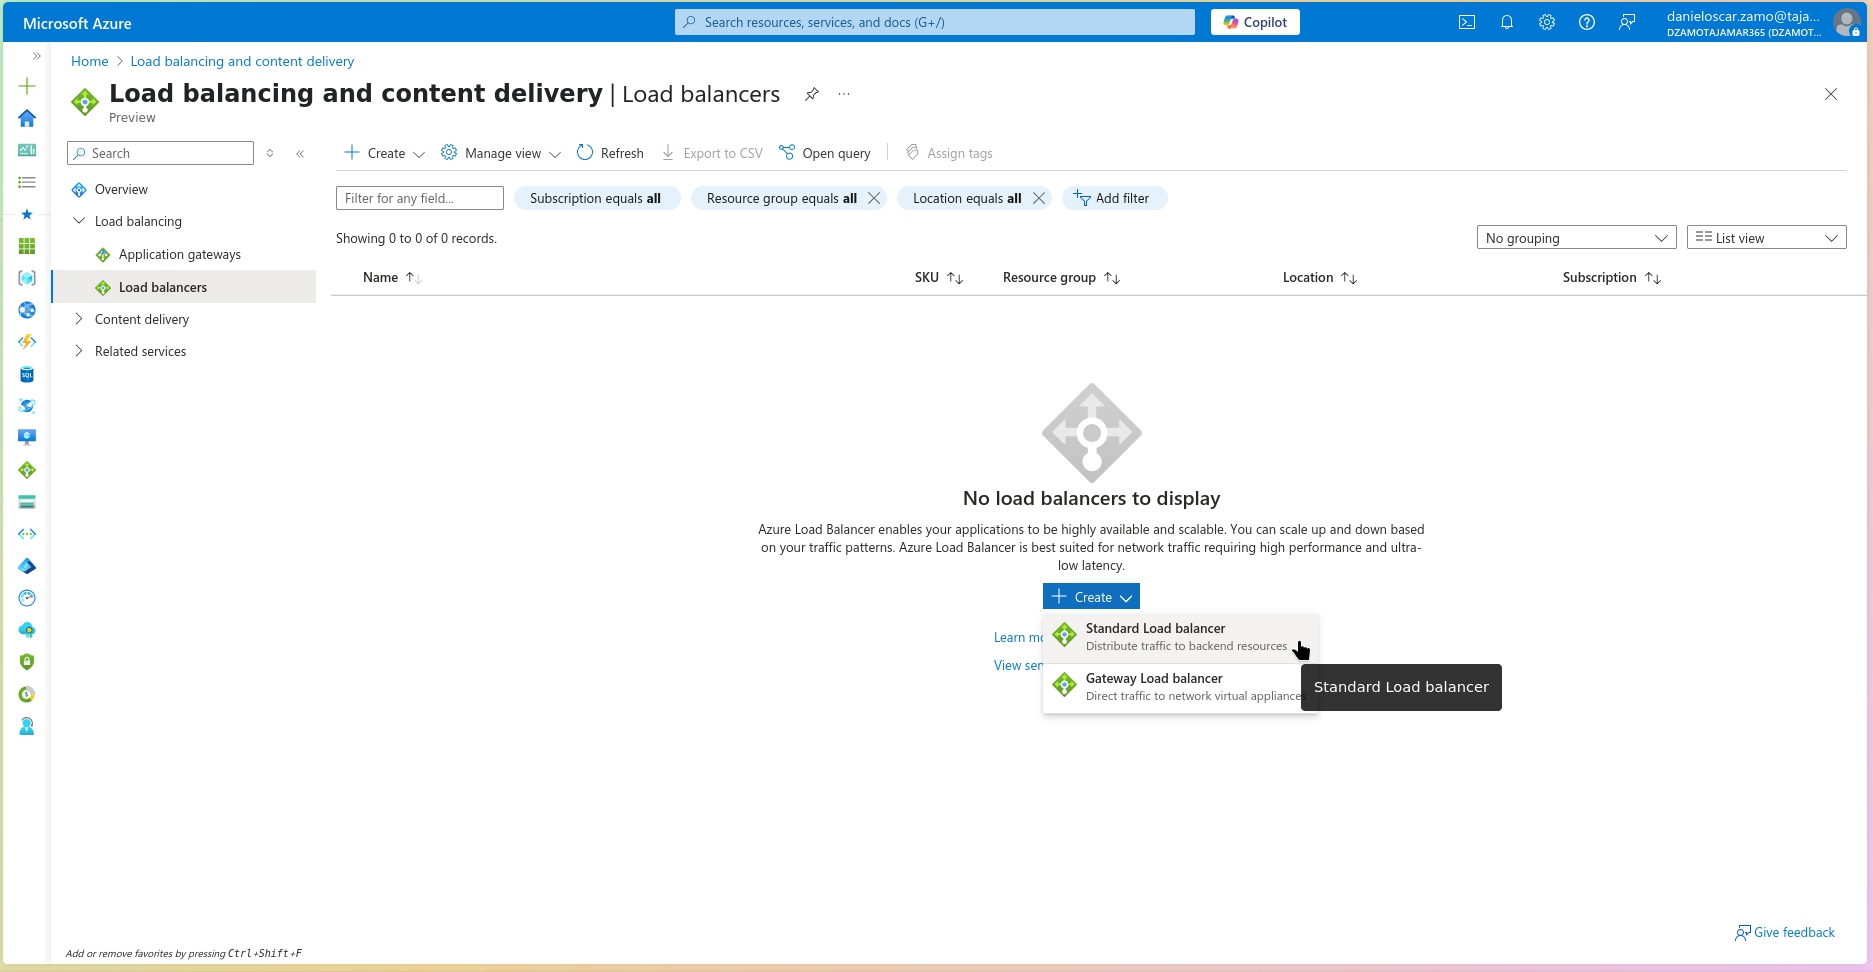 Microsoft Azure
Search resources, services, and docs (G+/)
Copilot
danieloscar.zamo@taja...
DZAMOTAJAMAR365 (DZAMOT...
Home > Load balancing and content delivery
Load balancing and content delivery | Load balancers
Preview
Search
Create
Manage view
Refresh
Export to CSV
Open query
Assign tags
Overview
Load balancing
Application gateways
Load balancers
Content delivery
Related services
Filter for any field...
Subscription equals all
Resource group equals all
Location equals all
Add filter
Showing 0 to 0 of 0 records.
No grouping
List view
Name
SKU
Resource group
Location
Subscription
No load balancers to display
Azure Load Balancer enables your applications to be highly available and scalable. You can scale up and down based
on your traffic patterns. Azure Load Balancer is best suited for network traffic requiring high performance and ultra-
low latency.
Create
Learn
View
Standard Load balancer
Distribute traffic to backend resources
Gateway Load balancer
Direct traffic to network virtual appliances
Standard Load balancer
Give feedback
Add or remove favorites by pressing Ctrl+Shift+F
SQL